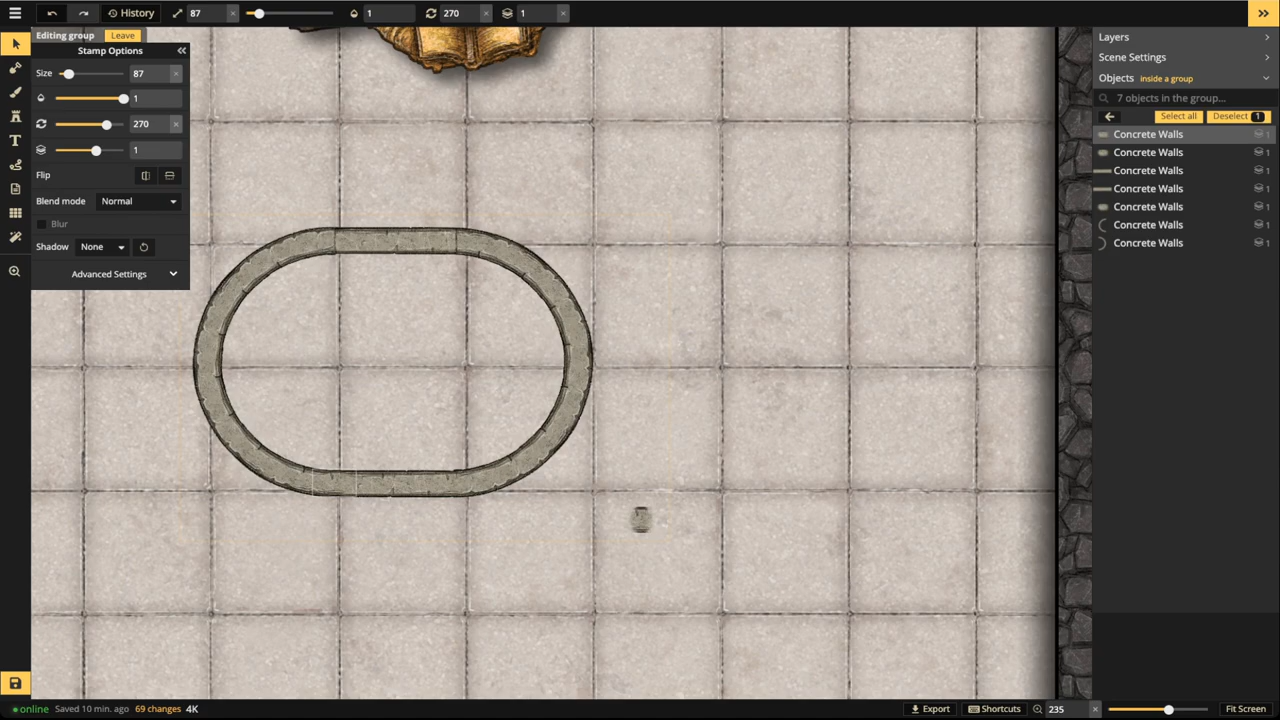 History 87 1 270 1
Editing group Leave
Stamp Options
Size 87
1
270
1
Flip
Blend mode Normal
Blur
Shadow None
Advanced Settings
Layers
Scene Settings
Objects inside a group
7 objects in the group...
Select all Deselect 1
Concrete Walls 1
Concrete Walls 1
Concrete Walls 1
Concrete Walls 1
Concrete Walls 1
Concrete Walls 1
Concrete Walls 1
online Saved 10 min. ago 69 changes 4K Export Shortcuts 235 Fit Screen